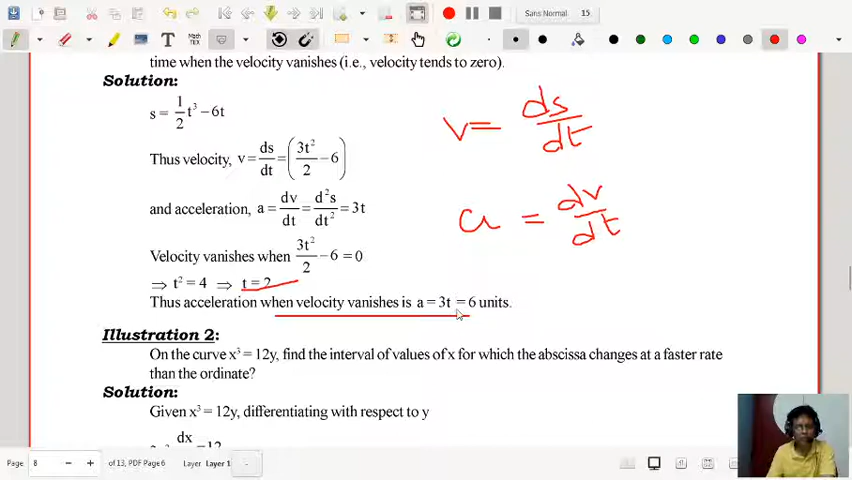 Sans Normal 15
MATH TEX
time when the velocity vanishes (i.e., velocity tends to zero).
Solution:
s = 1/2 t³ − 6t
v = ds/dt
Thus velocity, v = ds/dt = (3t²/2 − 6)
and acceleration, a = dv/dt = d²s/dt² = 3t
a = dv/dt
Velocity vanishes when 3t²/2 − 6 = 0
⇒ t² = 4 ⇒ t = 2
Thus acceleration when velocity vanishes is a = 3t = 6 units.
Illustration 2:
On the curve x³ = 12y, find the interval of values of x for which the abscissa changes at a faster rate
than the ordinate?
Solution:
Given x³ = 12y, differentiating with respect to y
dx
Page 8 of 13, PDF Page 6 Layer Layer 1